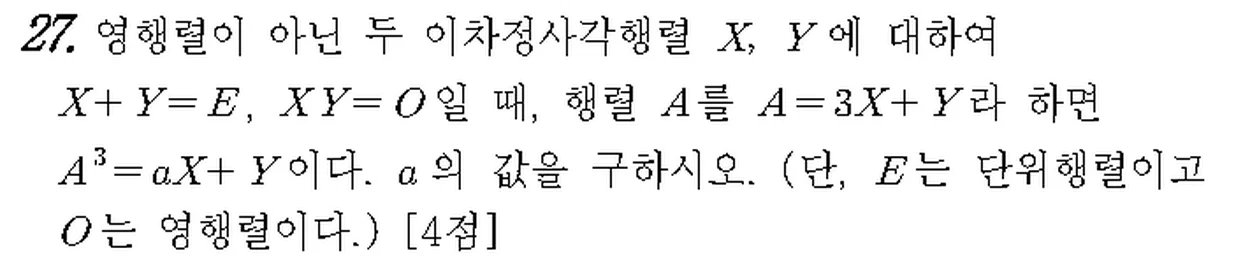 27. 영행렬이 아닌 두 이차정사각행렬 X, Y에 대하여
X+Y=E, XY=O일 때, 행렬 A를 A=3X+Y라 하면
A³=aX+Y이다. a의 값을 구하시오. (단, E는 단위행렬이고
O는 영행렬이다.) [4점]